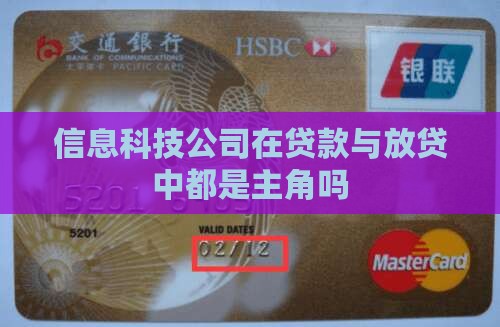 交通銀行
BANK OF COMMUNICATIONS
太平洋卡 PACIFIC CARD
HSBC
银联
信息科技公司在贷款与放贷
中都是主角吗
5201
5201
VALID DATES
02/12
MasterCard